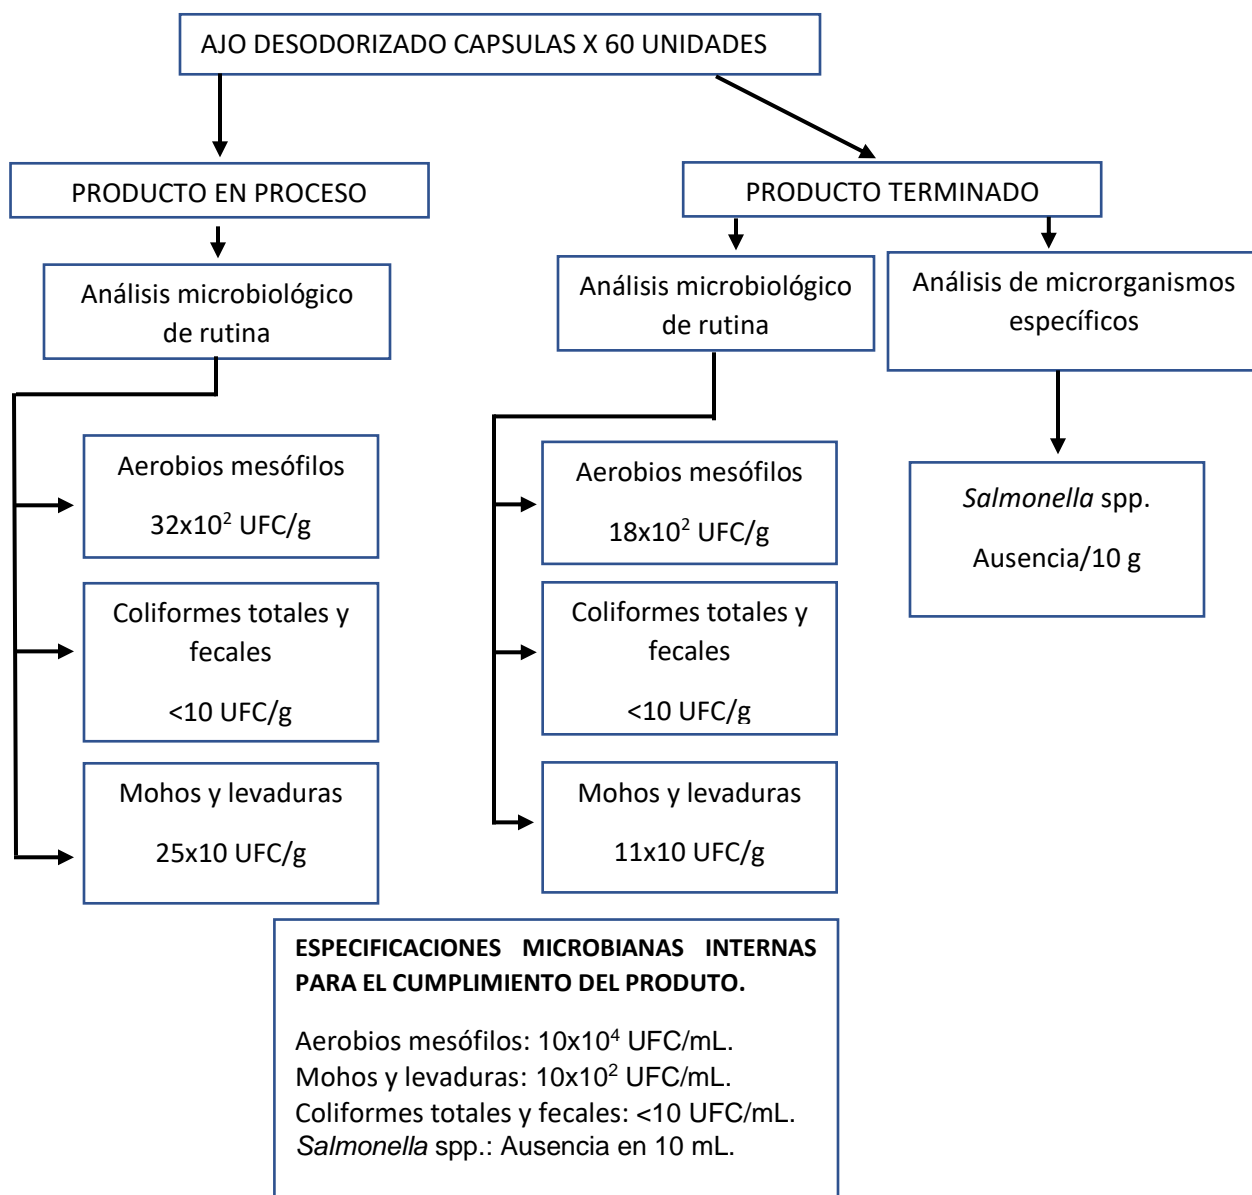 AJO DESODORIZADO CAPSULAS X 60 UNIDADES
PRODUCTO EN PROCESO
PRODUCTO TERMINADO
Análisis microbiológico
de rutina
Análisis microbiológico
de rutina
Análisis de microrganismos
específicos
Aerobios mesófilos
32x10² UFC/g
Coliformes totales y
fecales
<10 UFC/g
Mohos y levaduras
25x10 UFC/g
Aerobios mesófilos
18x10² UFC/g
Coliformes totales y
fecales
<10 UFC/g
Mohos y levaduras
11x10 UFC/g
Salmonella spp.
Ausencia/10 g
ESPECIFICACIONES MICROBIANAS INTERNAS
PARA EL CUMPLIMIENTO DEL PRODUTO.
Aerobios mesófilos: 10x10⁴ UFC/mL.
Mohos y levaduras: 10x10² UFC/mL.
Coliformes totales y fecales: <10 UFC/mL.
Salmonella spp.: Ausencia en 10 mL.